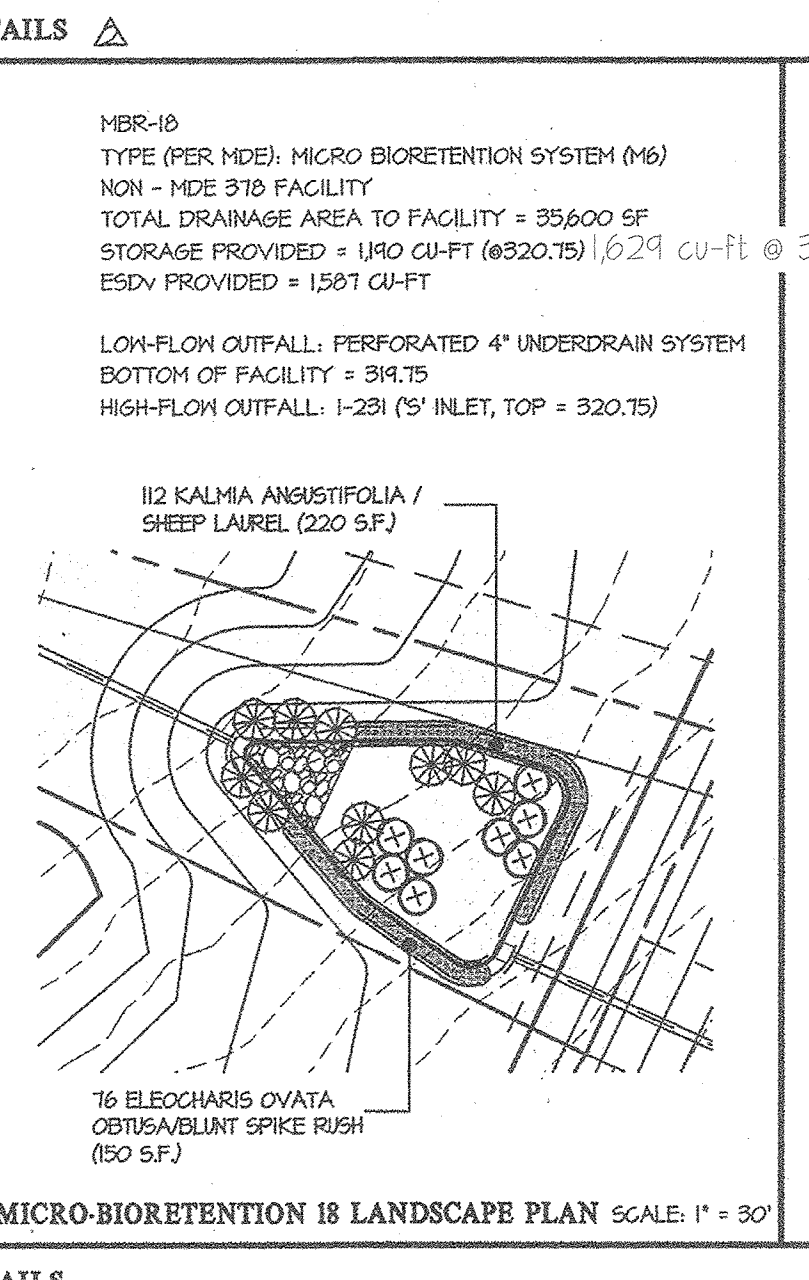 AILS
MBR-18
TYPE (PER MDE): MICRO BIORETENTION SYSTEM (M6)
NON - MDE 378 FACILITY
TOTAL DRAINAGE AREA TO FACILITY = 35,600 SF
STORAGE PROVIDED = 1,190 CU-FT (@320.75) 1,629 cu-ft @ 3
ESDv PROVIDED = 1,587 CU-FT
LOW-FLOW OUTFALL: PERFORATED 4" UNDERDRAIN SYSTEM
BOTTOM OF FACILITY = 319.75
HIGH-FLOW OUTFALL: I-231 ('S' INLET, TOP = 320.75)
112 KALMIA ANGUSTIFOLIA /
SHEEP LAUREL (220 S.F.)
76 ELEOCHARIS OVATA
OBTUSA/BLUNT SPIKE RUSH
(150 S.F.)
MICRO-BIORETENTION 18 LANDSCAPE PLAN SCALE: 1" = 30'